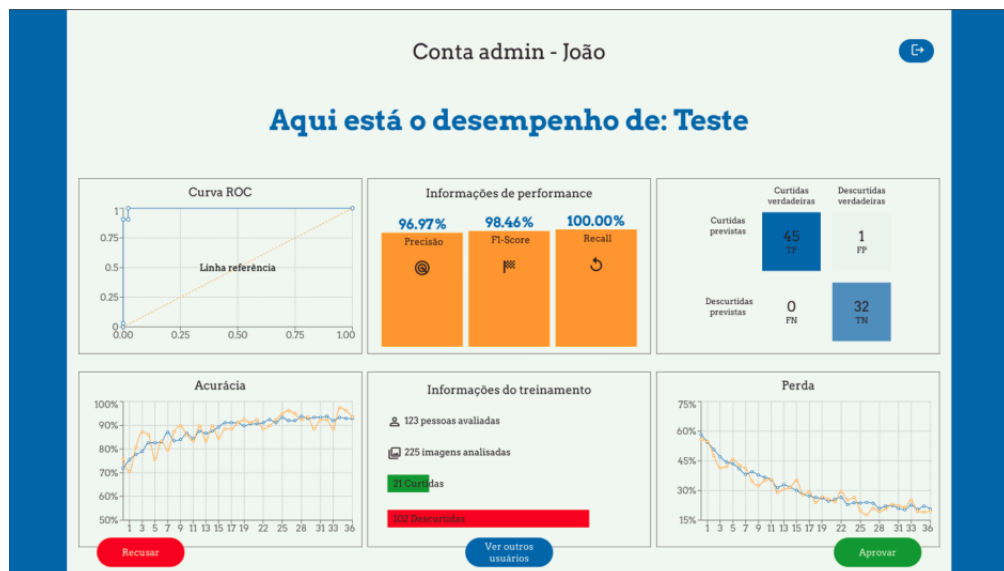 Conta admin - João
Aqui está o desempenho de: Teste
Curva ROC
1
0.75
0.5
0.25
0
Linha referência
0.00
0.25
0.50
0.75
1.00
Informações de performance
96.97%
98.46%
100.00%
Precisão
F1-Score
Recall
Curtidas
verdadeiras
Descurtidas
verdadeiras
Curtidas
previstas
45
TP
1
FP
Descurtidas
previstas
0
FN
32
TN
Acurácia
100%
90%
80%
70%
60%
50%
1 3 5 7 9 11 13 15 17 19 22 25 28 31 33 36
Informações do treinamento
123 pessoas avaliadas
225 imagens analisadas
21 Curtidas
102 Descurtidas
Perda
75%
60%
45%
30%
15%
1 3 5 7 9 11 13 15 17 19 22 25 28 31 33 36
Recusar
Ver outros
usuários
Aprovar